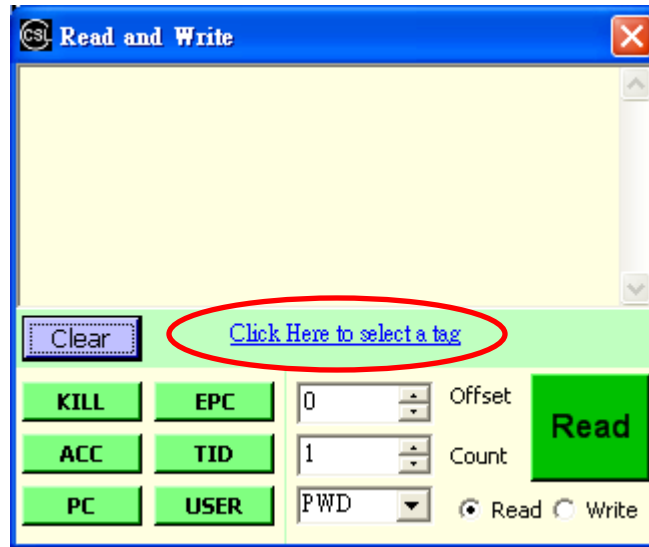 CSL Read and Write
Clear
Click Here to select a tag
KILL EPC 0 Offset
Read
ACC TID 1 Count
PC USER PWD Read Write